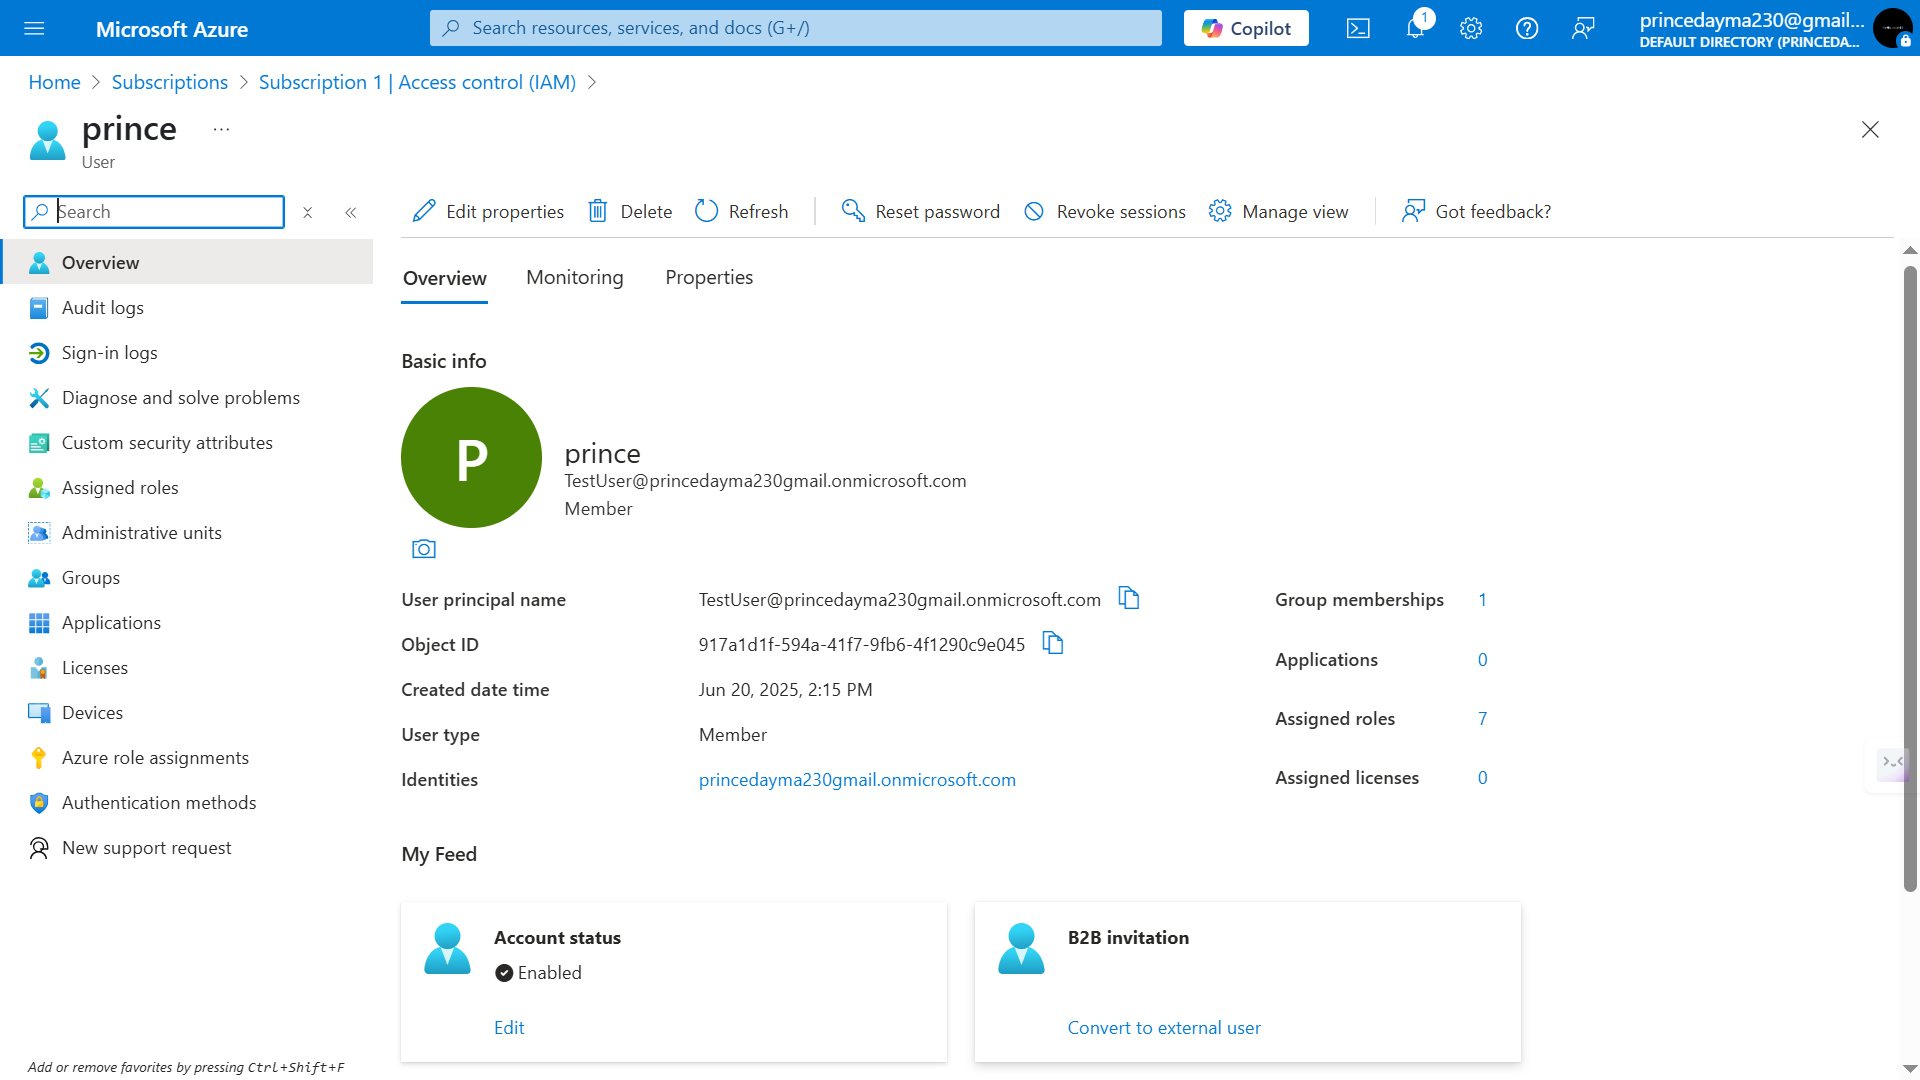 Microsoft Azure
Search resources, services, and docs (G+/)
Copilot
1
princedayma230@gmail...
DEFAULT DIRECTORY (PRINCEDA...
Home > Subscriptions > Subscription 1 | Access control (IAM) >
prince ...
User
Search
Edit properties
Delete
Refresh
Reset password
Revoke sessions
Manage view
Got feedback?
Overview
Audit logs
Sign-in logs
Diagnose and solve problems
Custom security attributes
Assigned roles
Administrative units
Groups
Applications
Licenses
Devices
Azure role assignments
Authentication methods
New support request
Add or remove favorites by pressing Ctrl+Shift+F
Overview
Monitoring
Properties
Basic info
P
prince
TestUser@princedayma230gmail.onmicrosoft.com
Member
User principal name TestUser@princedayma230gmail.onmicrosoft.com
Object ID 917a1d1f-594a-41f7-9fb6-4f1290c9e045
Created date time Jun 20, 2025, 2:15 PM
User type Member
Identities princedayma230gmail.onmicrosoft.com
Group memberships 1
Applications 0
Assigned roles 7
Assigned licenses 0
My Feed
Account status
Enabled
Edit
B2B invitation
Convert to external user